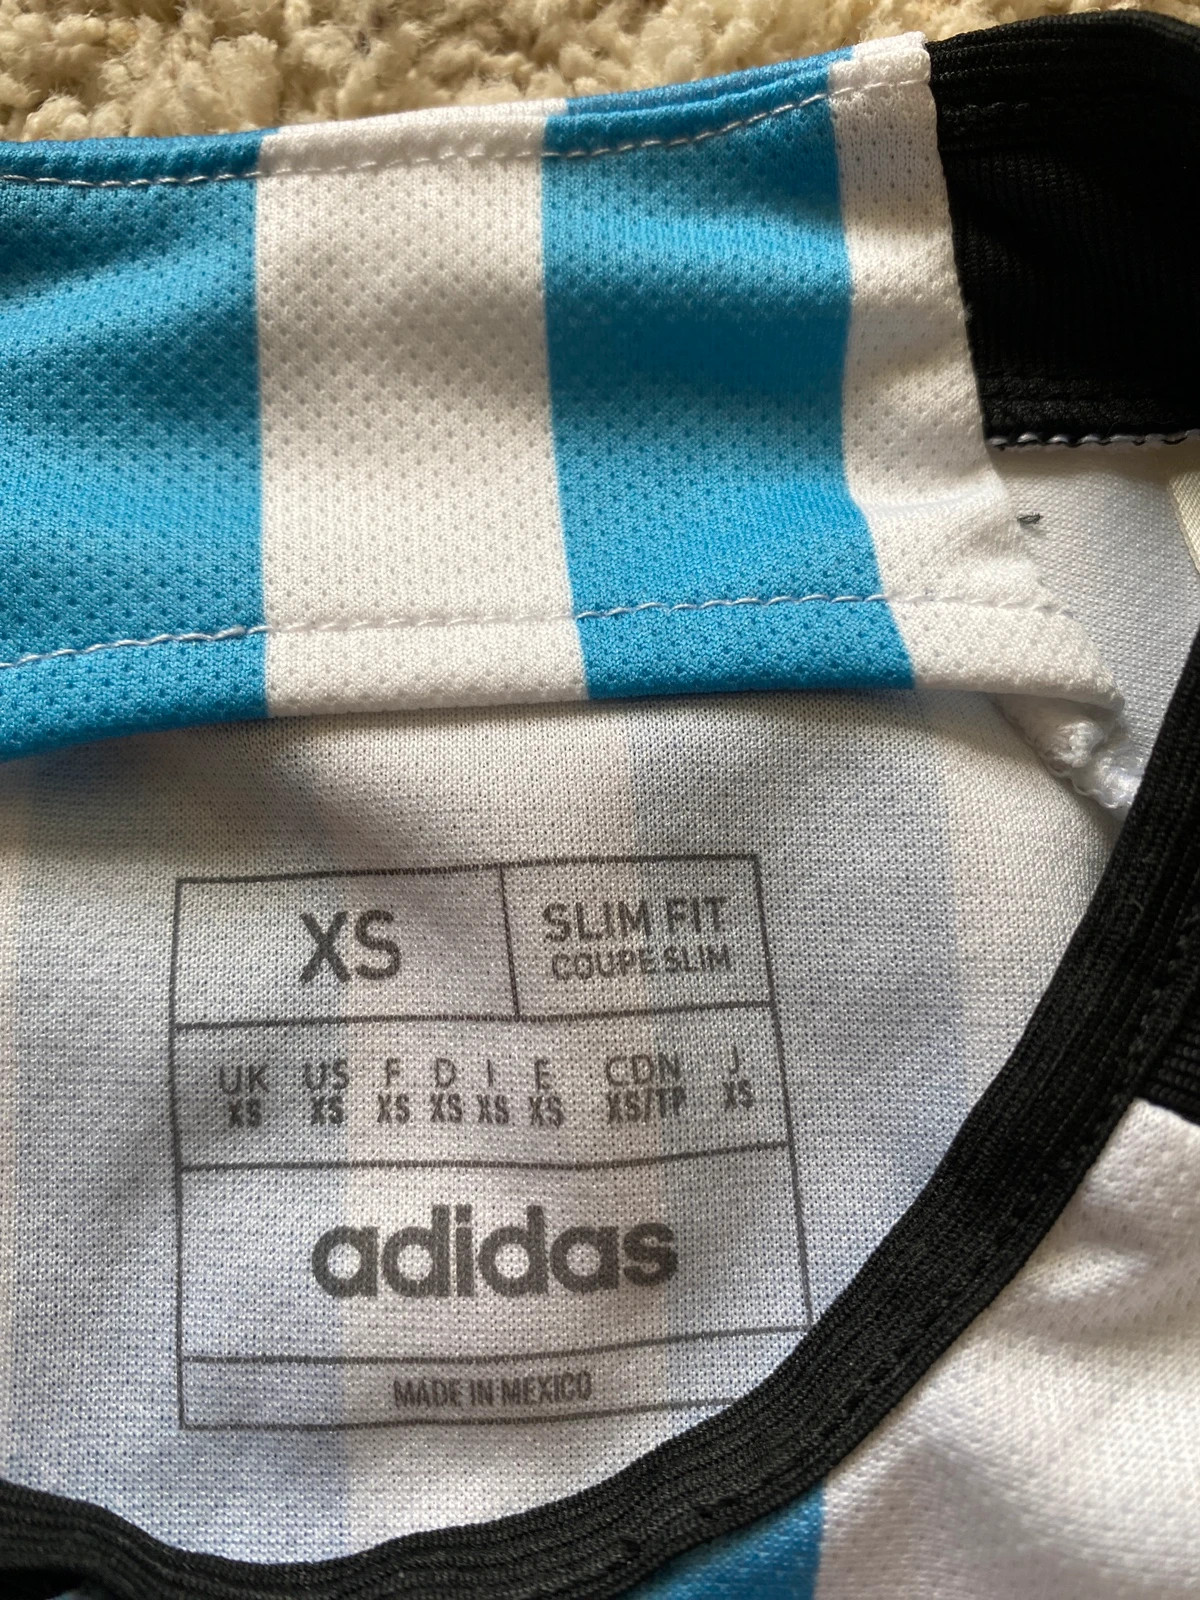 XS
SLIM FIT
COUPE SLIM
UK US F D I E CDN J
XS XS XS XS XS XS XS/TP XS
adidas
MADE IN MEXICO